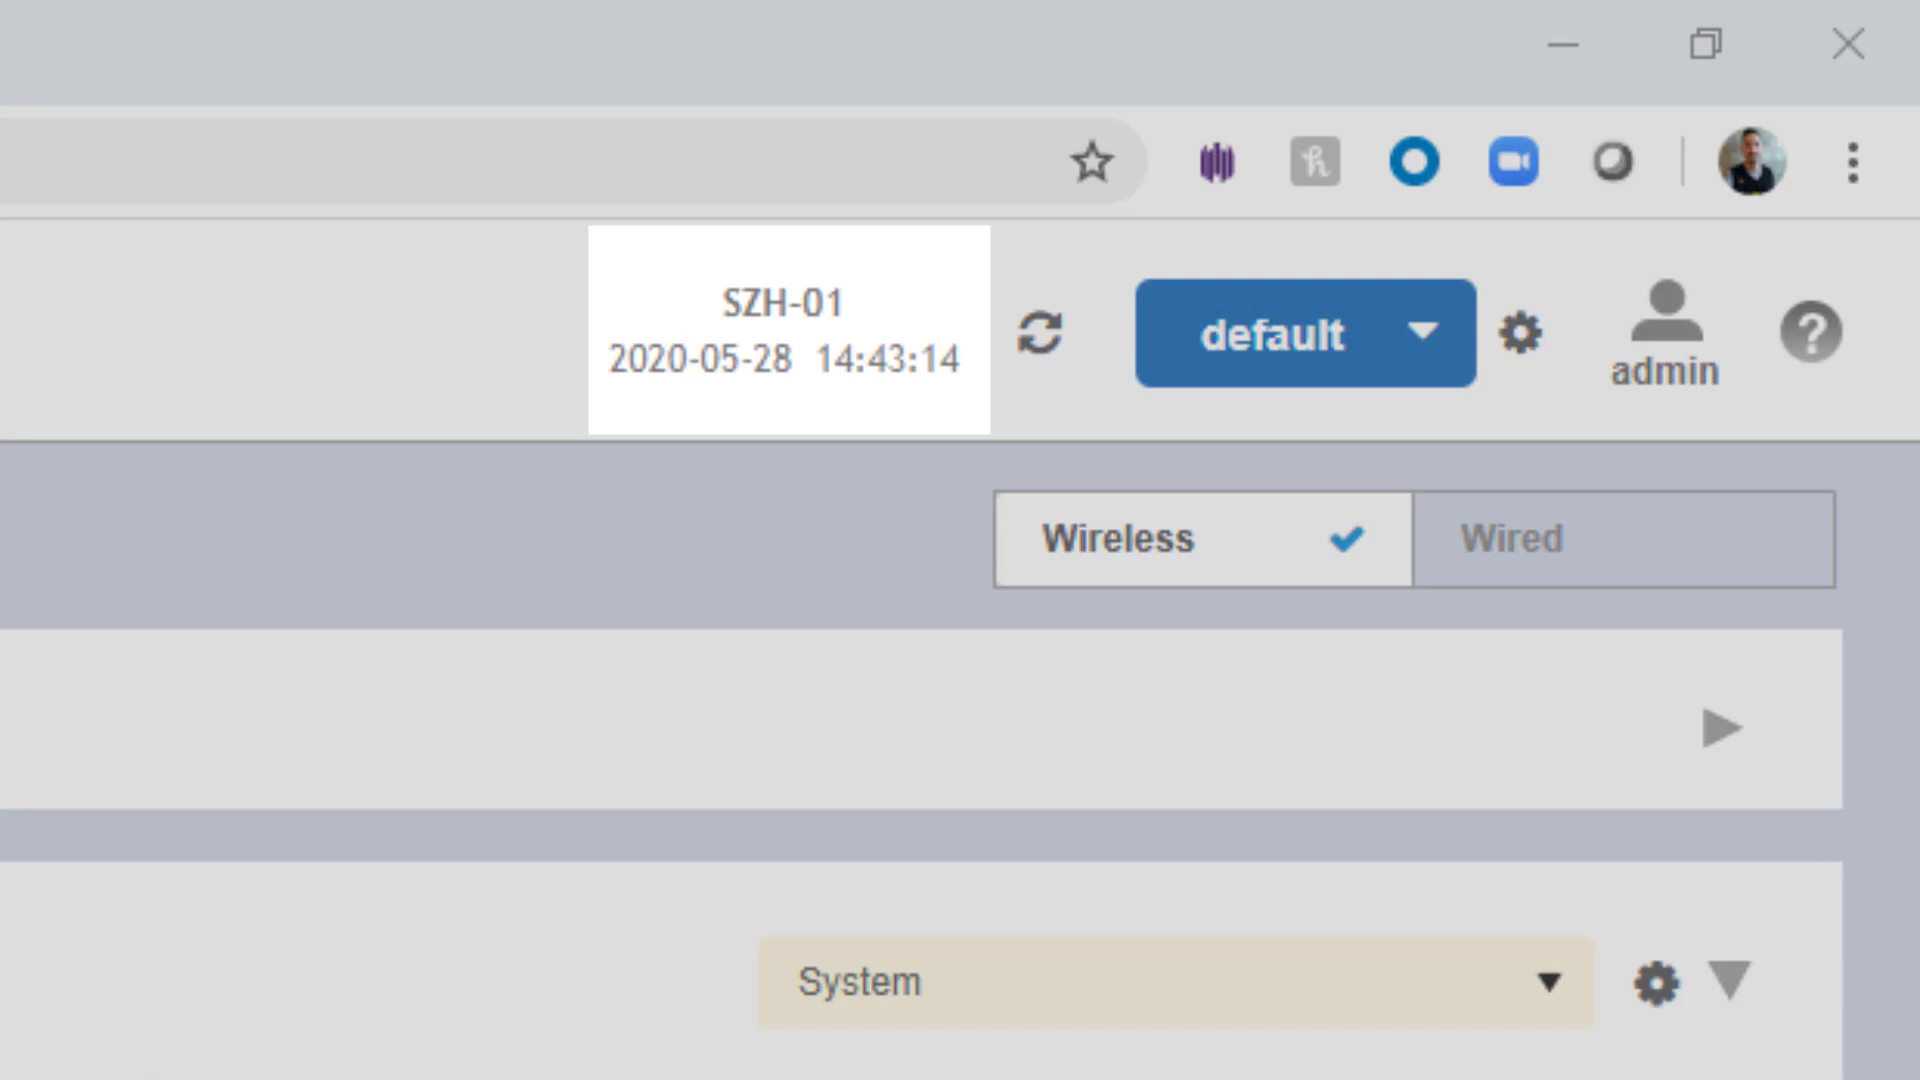 SZH-01
2020-05-28 14:43:14
default
admin
Wireless
Wired
System